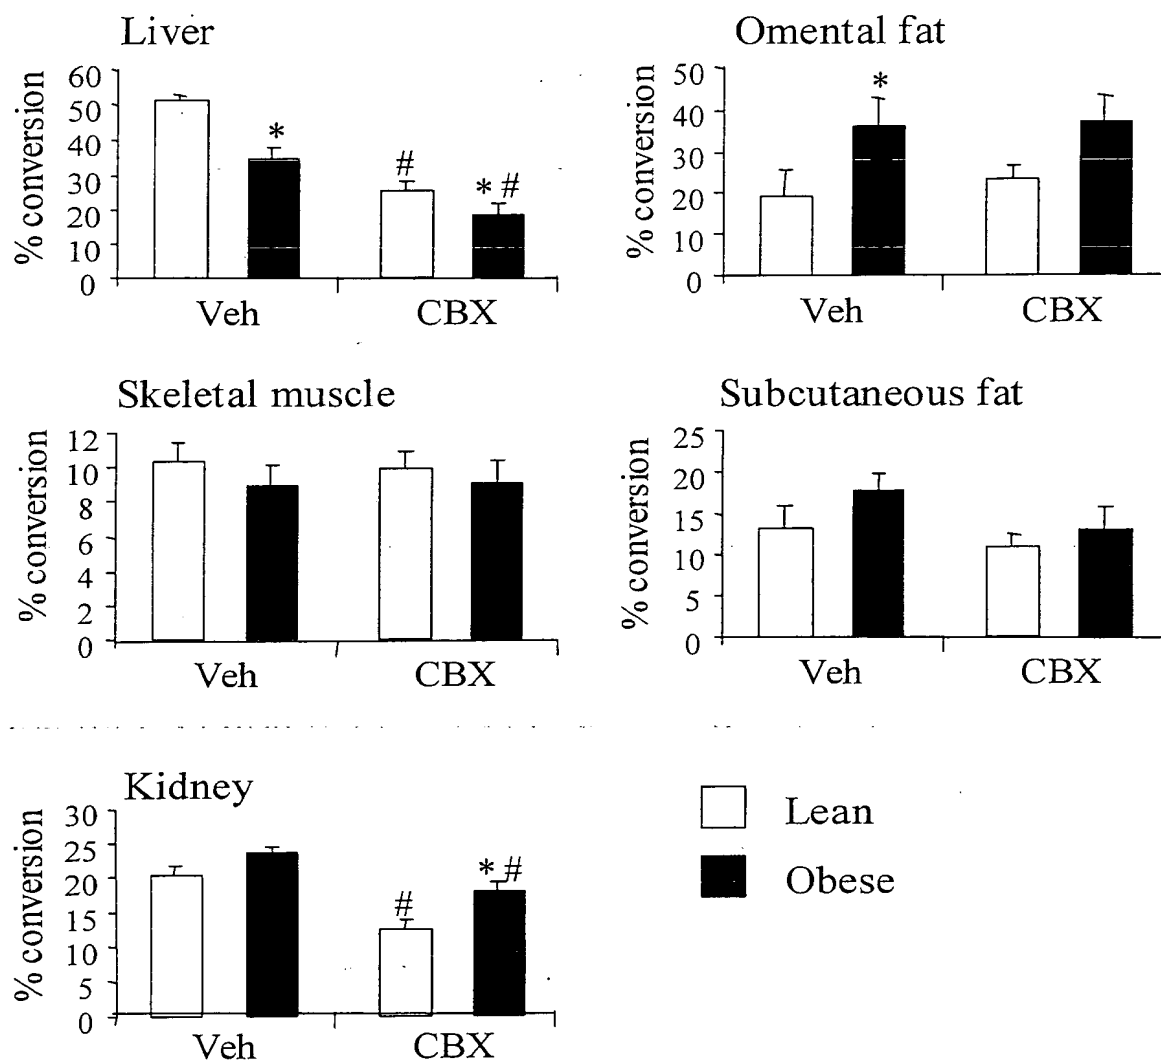 Liver
% conversion
60
50
40
30
20
10
0
*
#
* #
Veh
CBX
Omental fat
% conversion
50
40
30
20
10
0
*
Veh
CBX
Skeletal muscle
% conversion
12
10
8
6
4
2
0
Veh
CBX
Subcutaneous fat
% conversion
25
20
15
10
5
0
Veh
CBX
Kidney
% conversion
30
25
20
15
10
5
0
#
* #
Veh
CBX
Lean
Obese